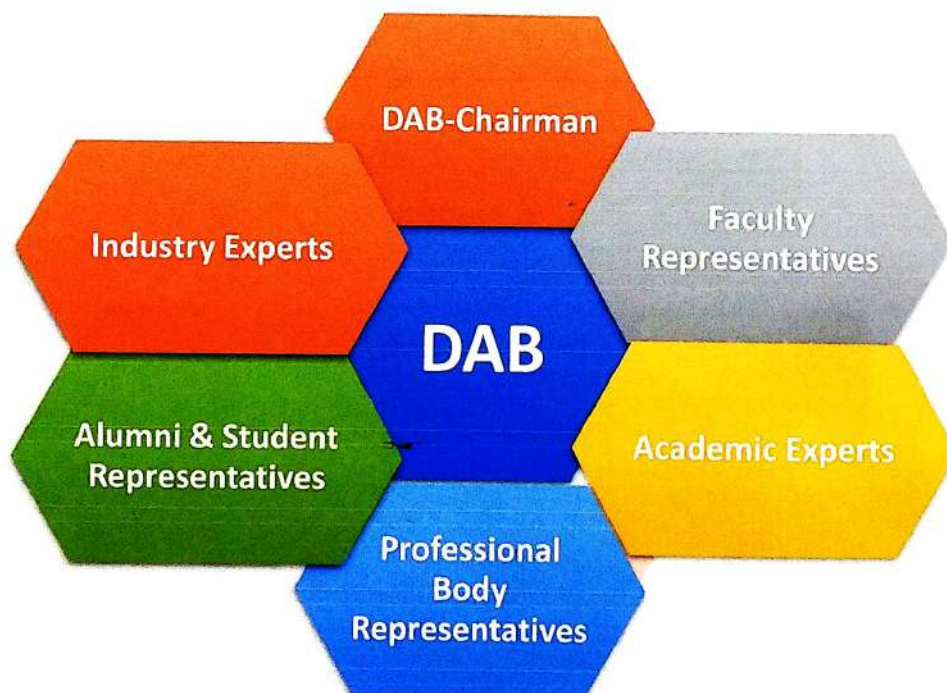 DAB-Chairman
Industry Experts
Faculty
Representatives
DAB
Alumni & Student
Representatives
Academic Experts
Professional
Body
Representatives